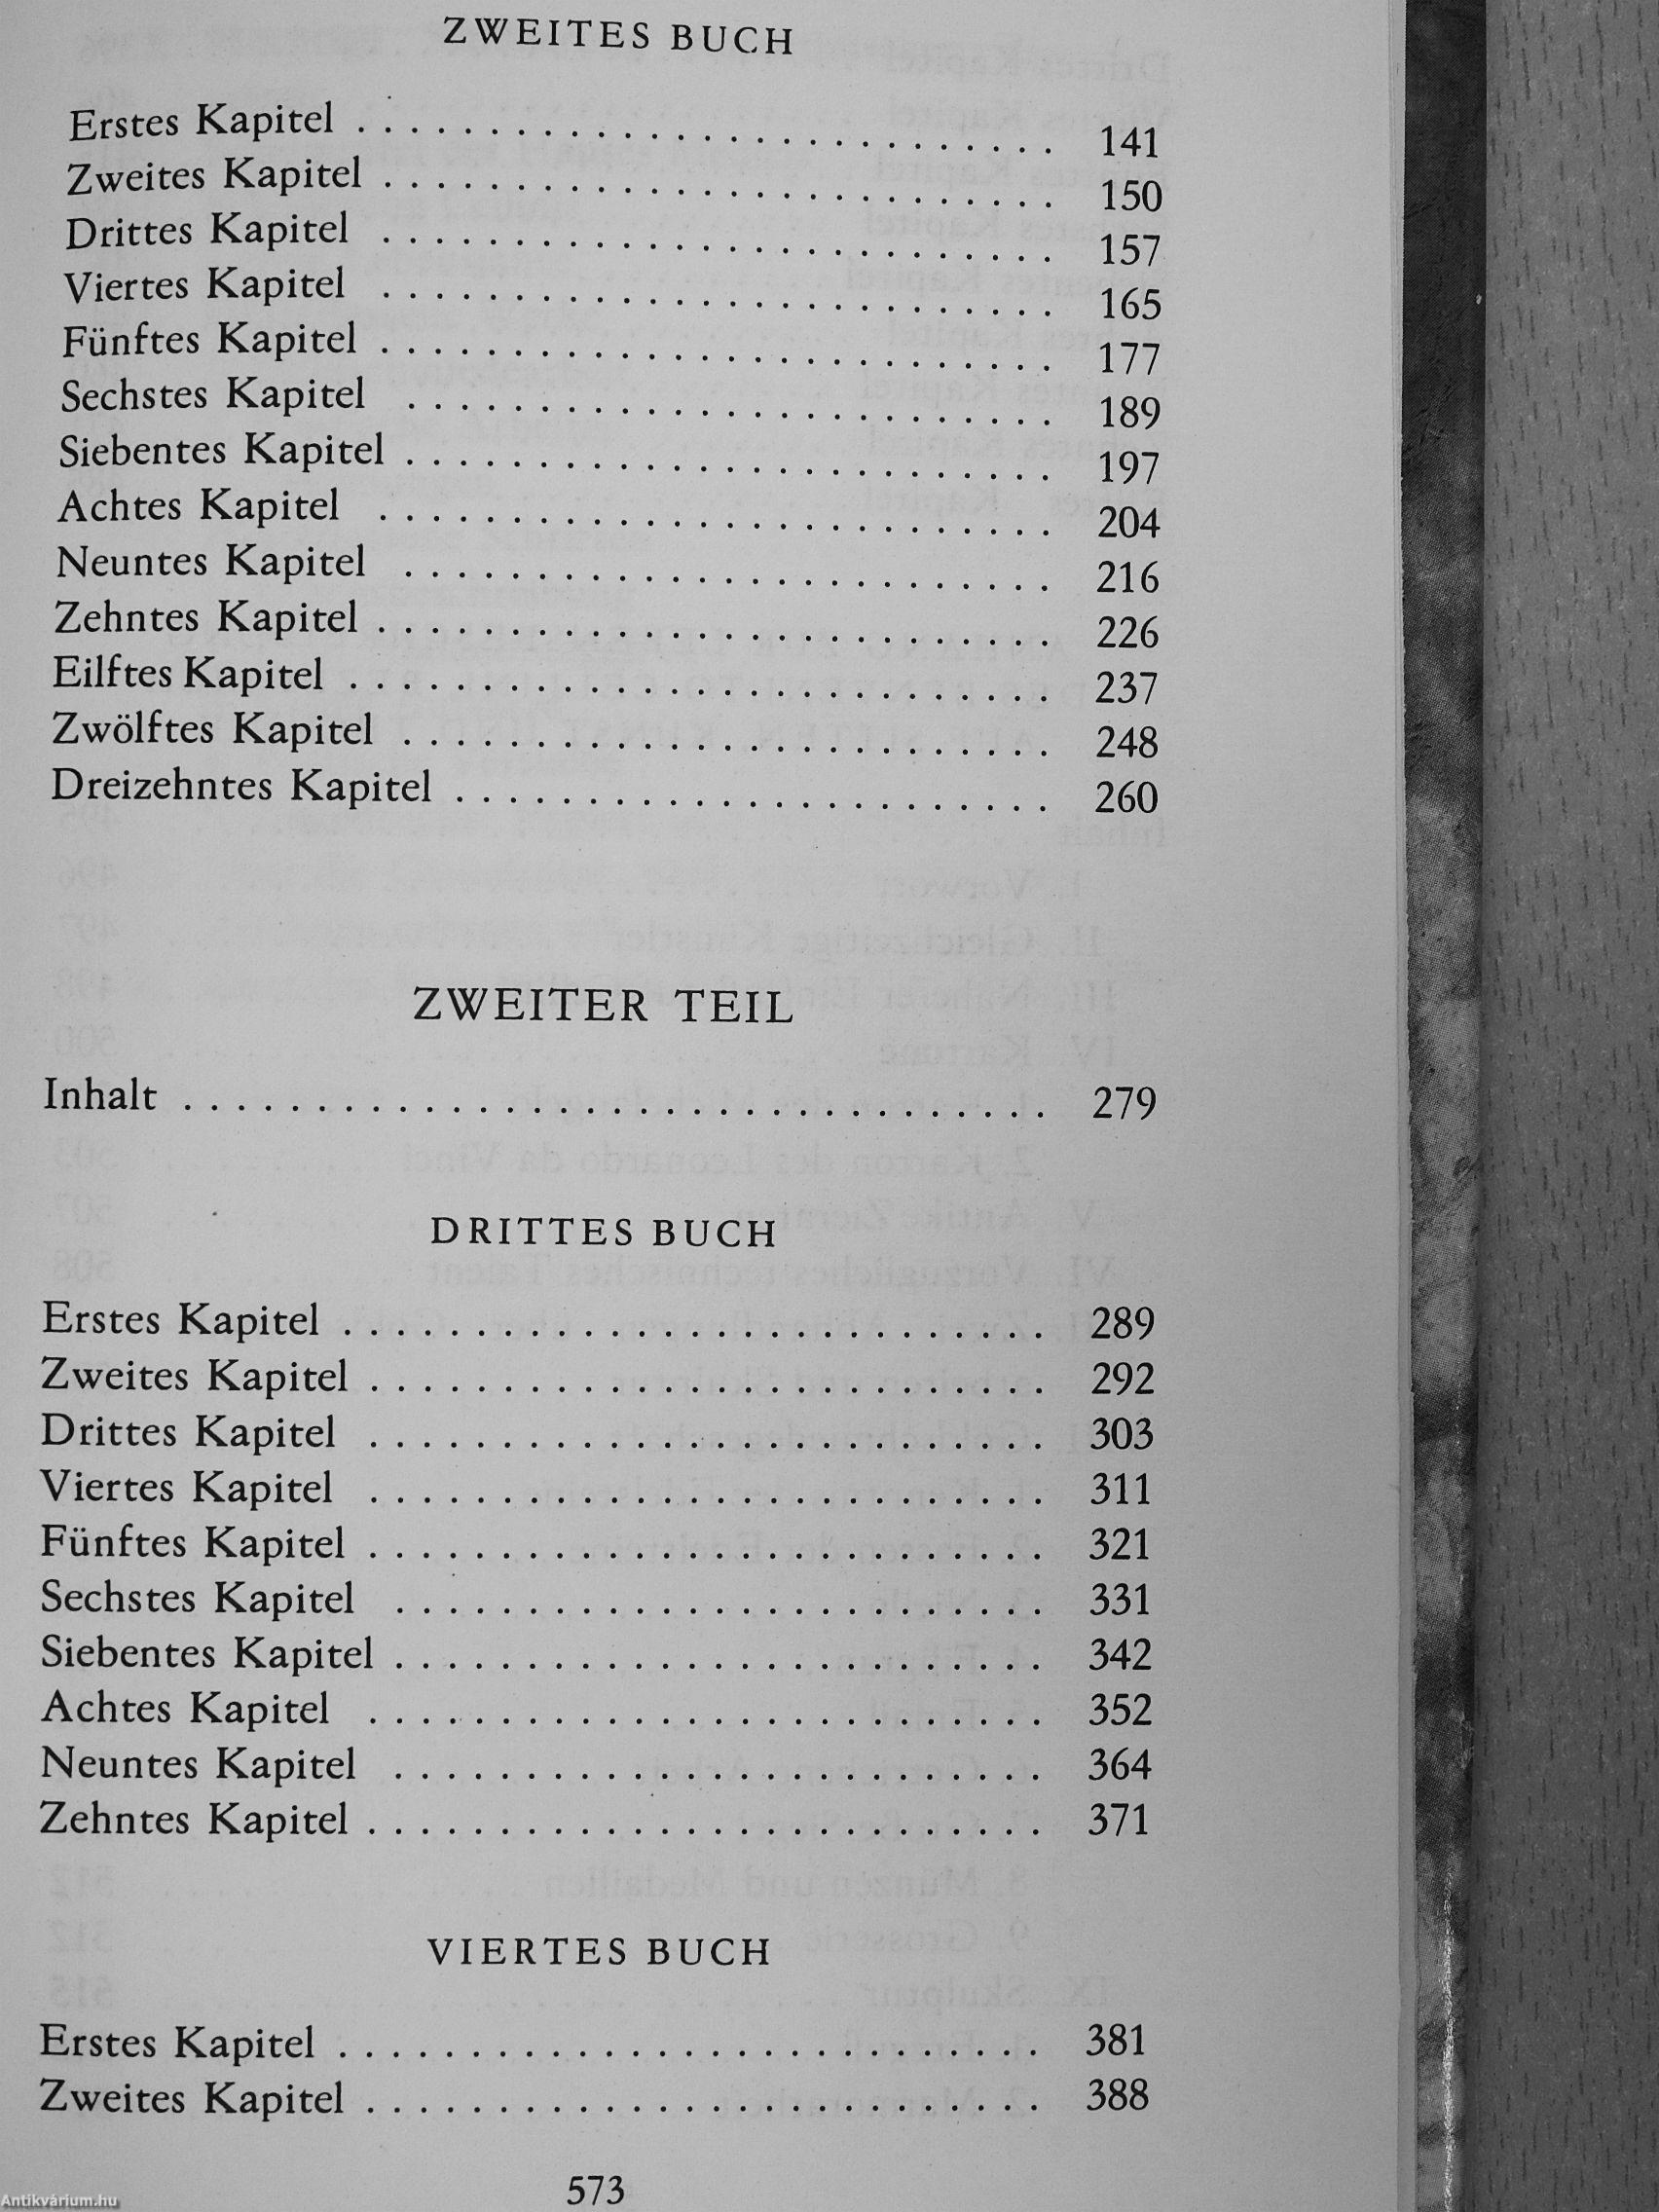 ZWEITES BUCH
Erstes Kapitel . . . . . . . . . . . . . . . . . . . . . . . . . . 141
Zweites Kapitel . . . . . . . . . . . . . . . . . . . . . . . . . 150
Drittes Kapitel . . . . . . . . . . . . . . . . . . . . . . . . . 157
Viertes Kapitel . . . . . . . . . . . . . . . . . . . . . . . . . 165
Fünftes Kapitel . . . . . . . . . . . . . . . . . . . . . . . . . 177
Sechstes Kapitel . . . . . . . . . . . . . . . . . . . . . . . . 189
Siebentes Kapitel . . . . . . . . . . . . . . . . . . . . . . . . 197
Achtes Kapitel . . . . . . . . . . . . . . . . . . . . . . . . . 204
Neuntes Kapitel . . . . . . . . . . . . . . . . . . . . . . . . 216
Zehntes Kapitel . . . . . . . . . . . . . . . . . . . . . . . . . 226
Eilftes Kapitel . . . . . . . . . . . . . . . . . . . . . . . . . . 237
Zwölftes Kapitel . . . . . . . . . . . . . . . . . . . . . . . . 248
Dreizehntes Kapitel . . . . . . . . . . . . . . . . . . . . . . 260
ZWEITER TEIL
Inhalt . . . . . . . . . . . . . . . . . . . . . . . . . . . . . . . . 279
DRITTES BUCH
Erstes Kapitel . . . . . . . . . . . . . . . . . . . . . . . . . . 289
Zweites Kapitel . . . . . . . . . . . . . . . . . . . . . . . . . 292
Drittes Kapitel . . . . . . . . . . . . . . . . . . . . . . . . . 303
Viertes Kapitel . . . . . . . . . . . . . . . . . . . . . . . . . 311
Fünftes Kapitel . . . . . . . . . . . . . . . . . . . . . . . . . 321
Sechstes Kapitel . . . . . . . . . . . . . . . . . . . . . . . . 331
Siebentes Kapitel . . . . . . . . . . . . . . . . . . . . . . . . 342
Achtes Kapitel . . . . . . . . . . . . . . . . . . . . . . . . . 352
Neuntes Kapitel . . . . . . . . . . . . . . . . . . . . . . . . 364
Zehntes Kapitel . . . . . . . . . . . . . . . . . . . . . . . . . 371
VIERTES BUCH
Erstes Kapitel . . . . . . . . . . . . . . . . . . . . . . . . . . 381
Zweites Kapitel . . . . . . . . . . . . . . . . . . . . . . . . . 388
573
Antikvárium.hu